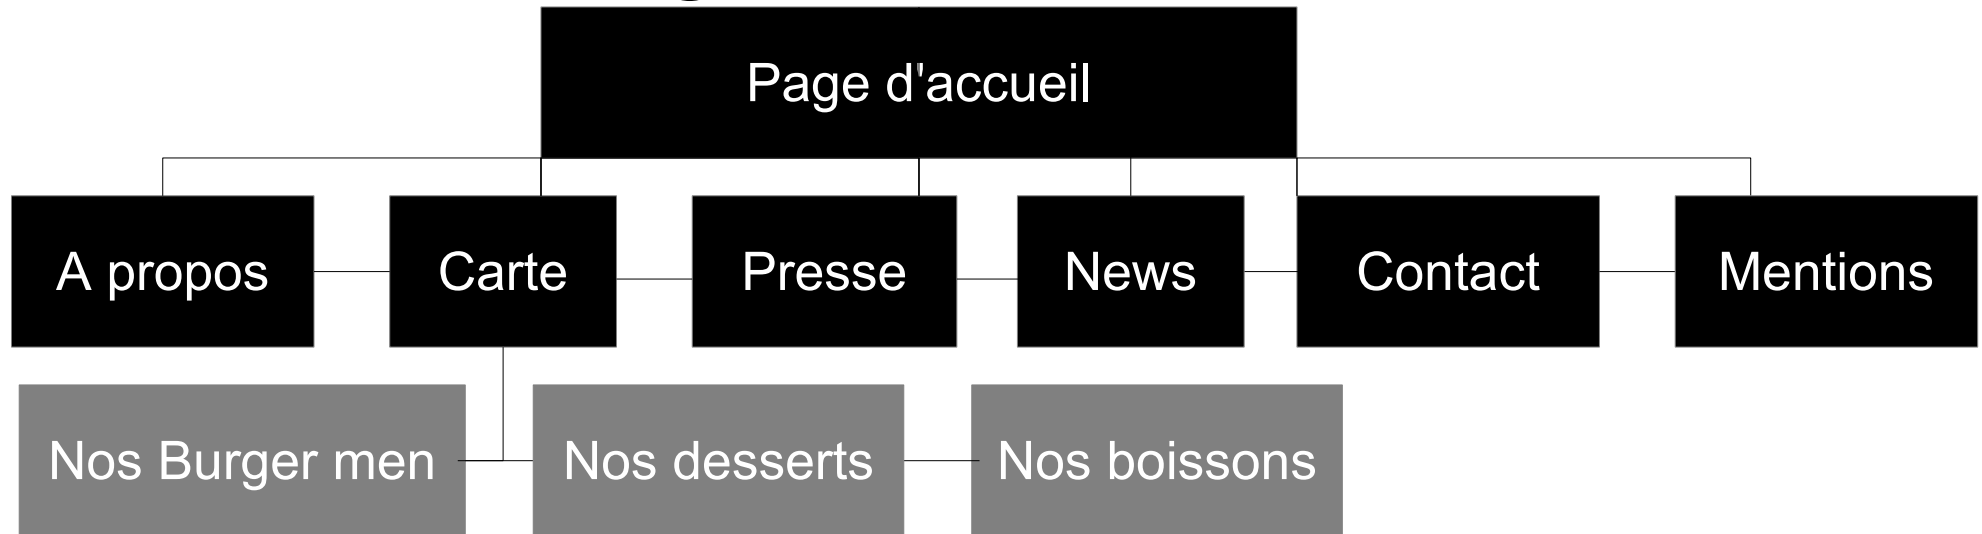 Page d'accueil
A propos
Carte
Presse
News
Contact
Mentions
Nos Burger men
Nos desserts
Nos boissons